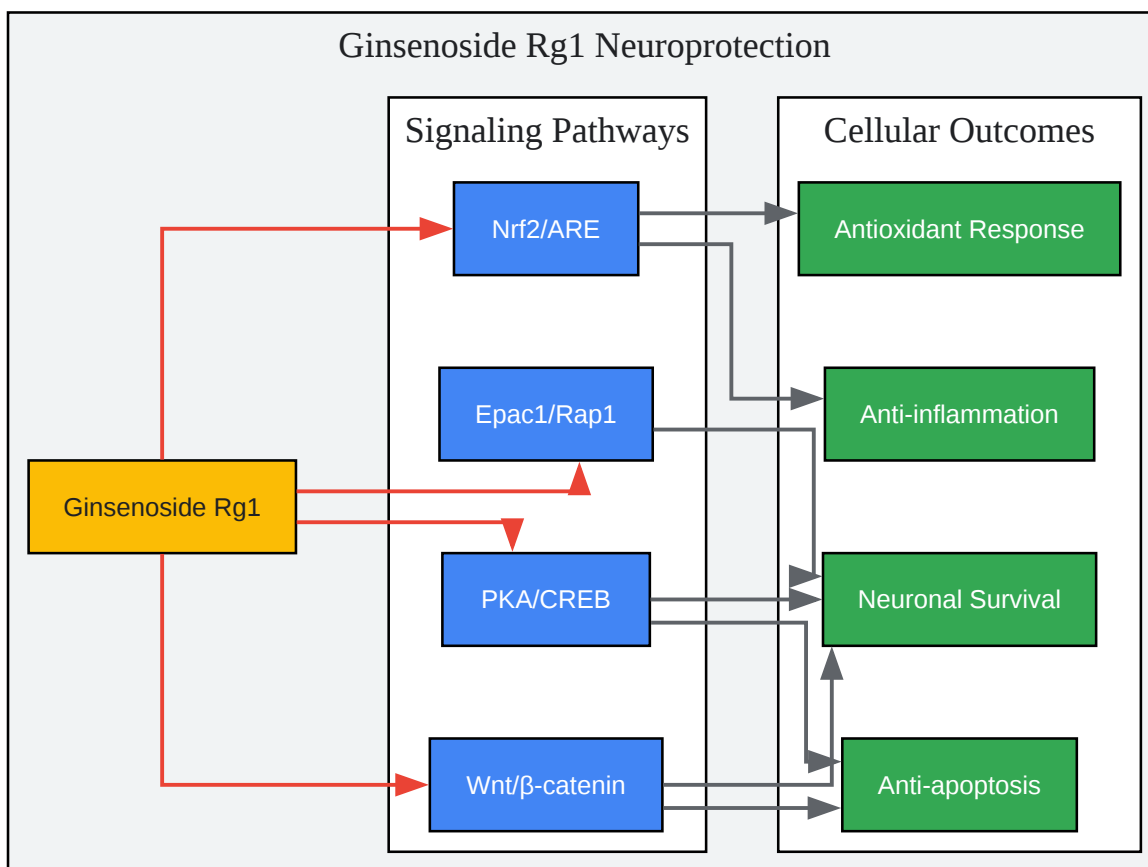 Ginsenoside Rg1 Neuroprotection
Signaling Pathways
Cellular Outcomes
Nrf2/ARE
Antioxidant Response
Epac1/Rap1
Anti-inflammation
Ginsenoside Rg1
PKA/CREB
Neuronal Survival
Wnt/β-catenin
Anti-apoptosis